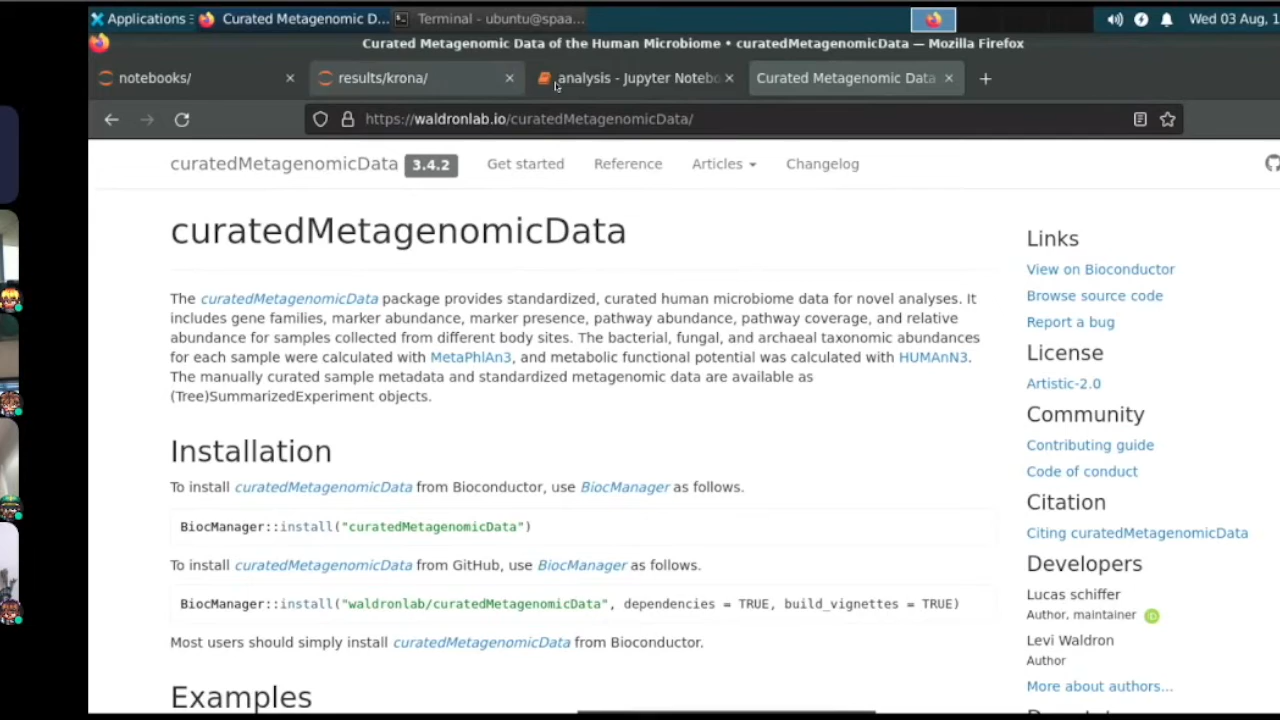 Applications
Curated Metagenomic D...
Terminal - ubuntu@spaa...
Wed 03 Aug, 1
Curated Metagenomic Data of the Human Microbiome • curatedMetagenomicData — Mozilla Firefox
notebooks/
results/krona/
analysis - Jupyter Notebo
Curated Metagenomic Data
https://waldronlab.io/curatedMetagenomicData/
curatedMetagenomicData 3.4.2 Get started Reference Articles Changelog
curatedMetagenomicData
The curatedMetagenomicData package provides standardized, curated human microbiome data for novel analyses. It
includes gene families, marker abundance, marker presence, pathway abundance, pathway coverage, and relative
abundance for samples collected from different body sites. The bacterial, fungal, and archaeal taxonomic abundances
for each sample were calculated with MetaPhlAn3, and metabolic functional potential was calculated with HUMAnN3.
The manually curated sample metadata and standardized metagenomic data are available as
(Tree)SummarizedExperiment objects.
Installation
To install curatedMetagenomicData from Bioconductor, use BiocManager as follows.
BiocManager::install("curatedMetagenomicData")
To install curatedMetagenomicData from GitHub, use BiocManager as follows.
BiocManager::install("waldronlab/curatedMetagenomicData", dependencies = TRUE, build_vignettes = TRUE)
Most users should simply install curatedMetagenomicData from Bioconductor.
Examples
Links
View on Bioconductor
Browse source code
Report a bug
License
Artistic-2.0
Community
Contributing guide
Code of conduct
Citation
Citing curatedMetagenomicData
Developers
Lucas schiffer
Author, maintainer
Levi Waldron
Author
More about authors...